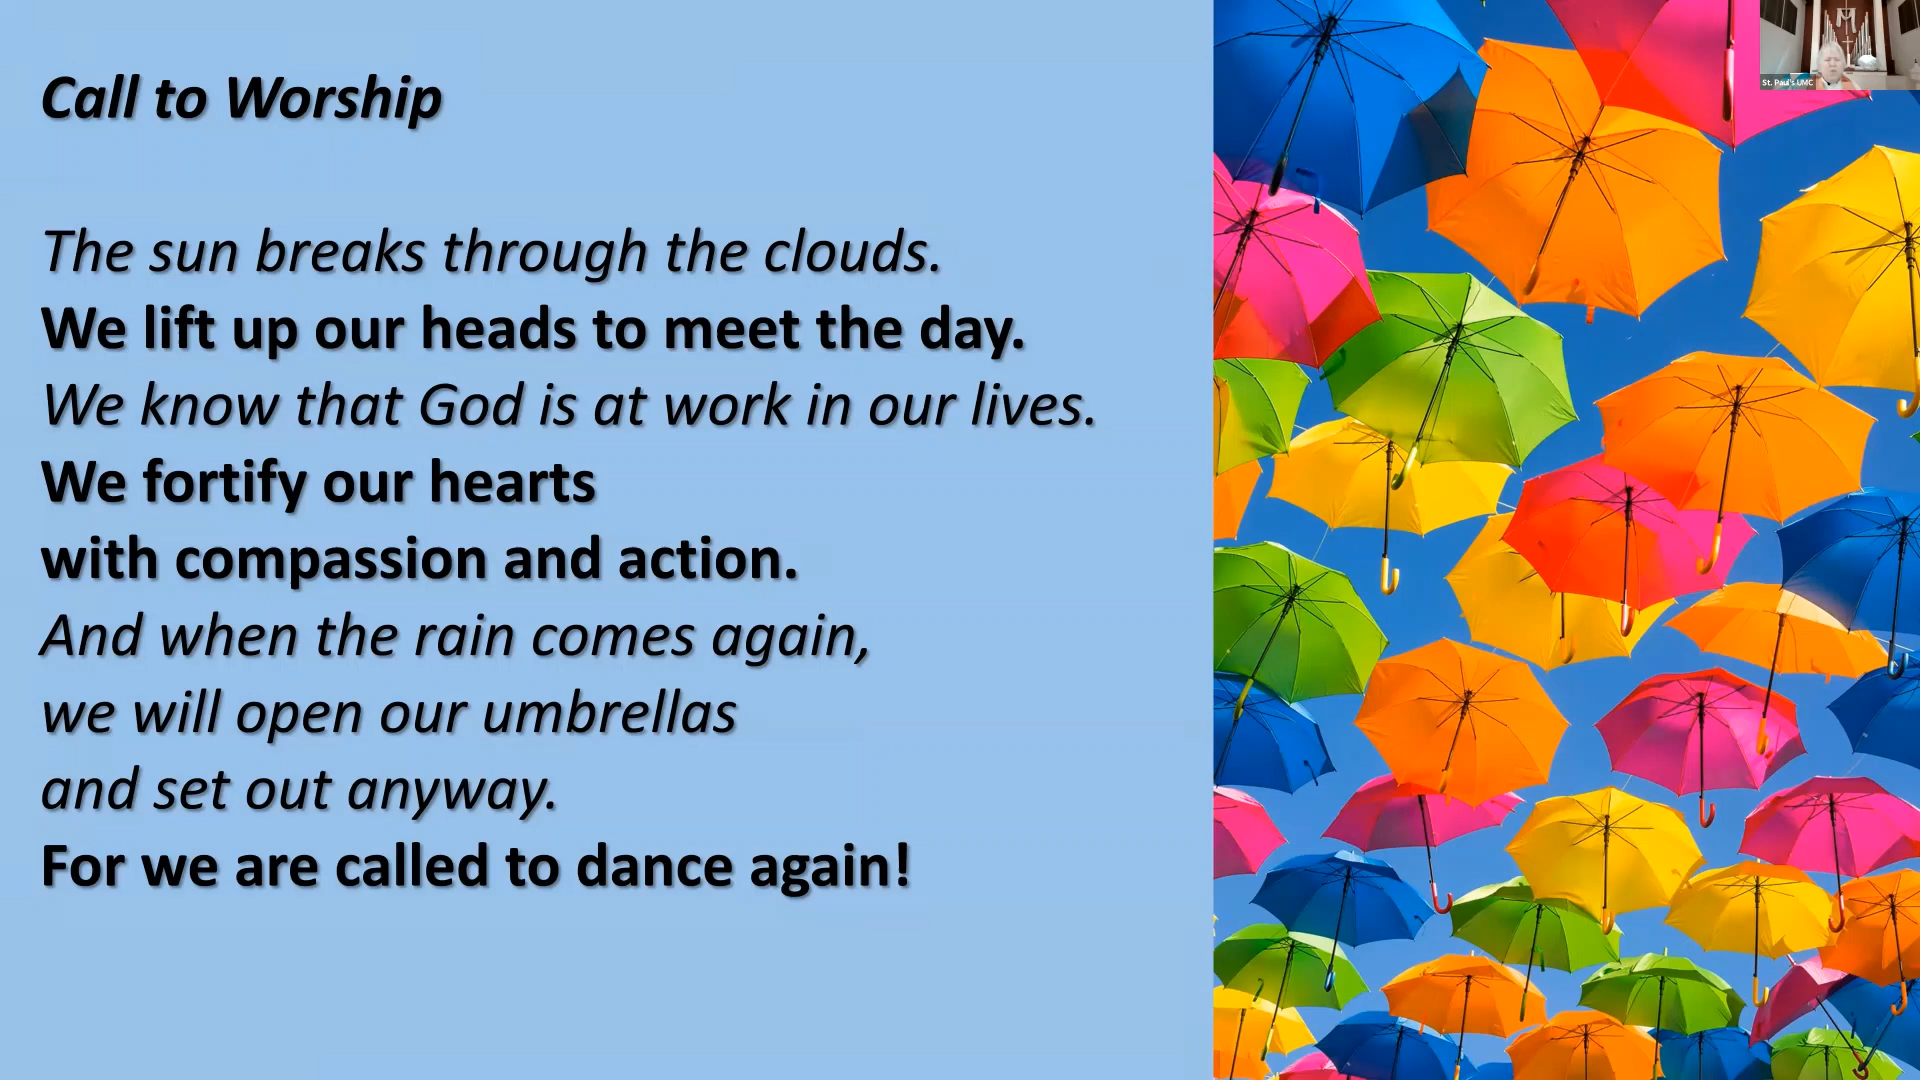 Call to Worship
The sun breaks through the clouds.
We lift up our heads to meet the day.
We know that God is at work in our lives.
We fortify our hearts
with compassion and action.
And when the rain comes again,
we will open our umbrellas
and set out anyway.
For we are called to dance again!
St. Paul's UMC